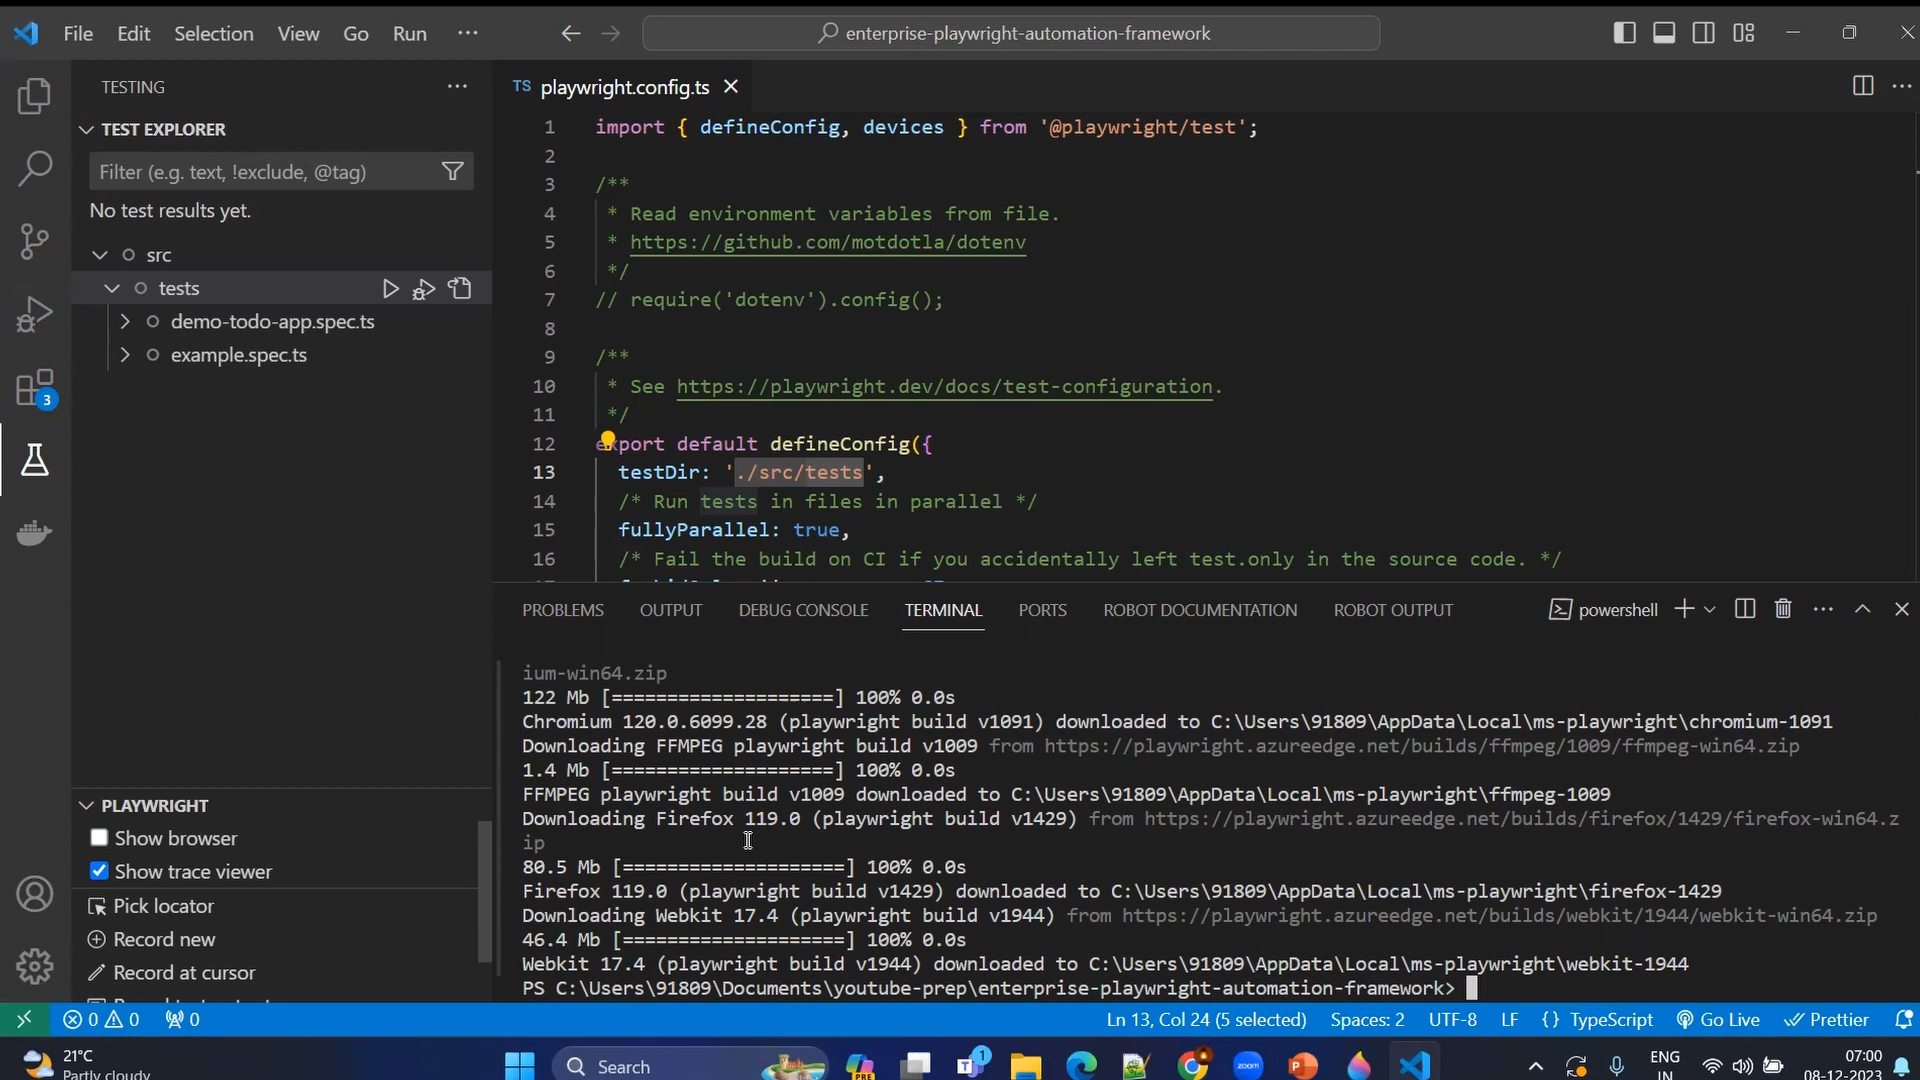 File Edit Selection View Go Run ··· enterprise-playwright-automation-framework
TESTING
TEST EXPLORER
Filter (e.g. text, !exclude, @tag)
No test results yet.
src
tests
demo-todo-app.spec.ts
example.spec.ts
3
PLAYWRIGHT
Show browser
Show trace viewer
Pick locator
Record new
Record at cursor
TS playwright.config.ts
1 import { defineConfig, devices } from '@playwright/test';
2
3 /**
4 * Read environment variables from file.
5 * https://github.com/motdotla/dotenv
6 */
7 // require('dotenv').config();
8
9 /**
10 * See https://playwright.dev/docs/test-configuration.
11 */
12 export default defineConfig({
13 testDir: './src/tests',
14 /* Run tests in files in parallel */
15 fullyParallel: true,
16 /* Fail the build on CI if you accidentally left test.only in the source code. */
PROBLEMS OUTPUT DEBUG CONSOLE TERMINAL PORTS ROBOT DOCUMENTATION ROBOT OUTPUT powershell
ium-win64.zip
122 Mb [====================] 100% 0.0s
Chromium 120.0.6099.28 (playwright build v1091) downloaded to C:\Users\91809\AppData\Local\ms-playwright\chromium-1091
Downloading FFMPEG playwright build v1009 from https://playwright.azureedge.net/builds/ffmpeg/1009/ffmpeg-win64.zip
1.4 Mb [====================] 100% 0.0s
FFMPEG playwright build v1009 downloaded to C:\Users\91809\AppData\Local\ms-playwright\ffmpeg-1009
Downloading Firefox 119.0 (playwright build v1429) from https://playwright.azureedge.net/builds/firefox/1429/firefox-win64.z
ip
80.5 Mb [====================] 100% 0.0s
Firefox 119.0 (playwright build v1429) downloaded to C:\Users\91809\AppData\Local\ms-playwright\firefox-1429
Downloading Webkit 17.4 (playwright build v1944) from https://playwright.azureedge.net/builds/webkit/1944/webkit-win64.zip
46.4 Mb [====================] 100% 0.0s
Webkit 17.4 (playwright build v1944) downloaded to C:\Users\91809\AppData\Local\ms-playwright\webkit-1944
PS C:\Users\91809\Documents\youtube-prep\enterprise-playwright-automation-framework>
0 0 0 Ln 13, Col 24 (5 selected) Spaces: 2 UTF-8 LF {} TypeScript Go Live Prettier
21°C
Partly cloudy
Search
PRE
1
zoom
ENG
IN
07:00
08-12-2023